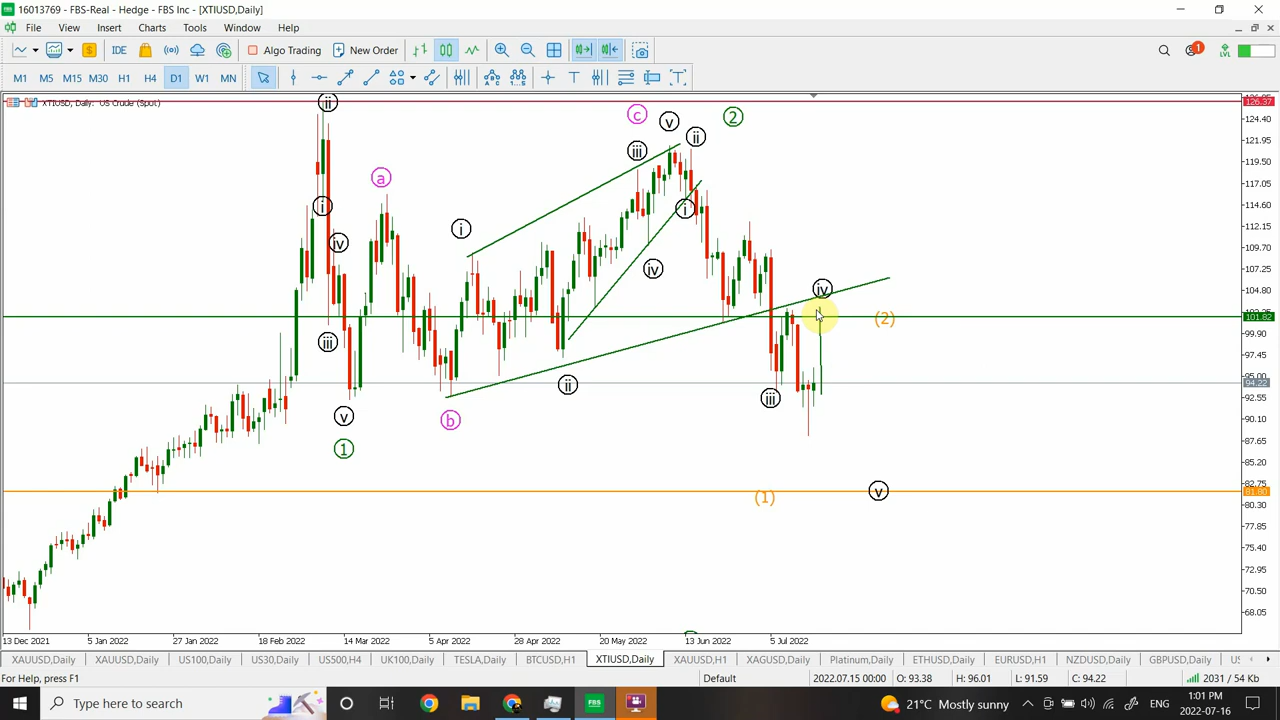 16013769 - FBS-Real - Hedge - FBS Inc - [XTIUSD,Daily]
File View Insert Charts Tools Window Help
IDE Algo Trading New Order 1 LVL
M1 M5 M15 M30 H1 H4 D1 W1 MN T T
XTIUSD, Daily: US Crude (Spot)
126.37
124.40
121.95
119.50
117.05
114.60
112.15
109.70
107.25
104.80
101.82
99.90
97.45
95.00
94.22
92.55
90.10
87.65
85.20
82.75
81.80
80.30
77.85
75.40
72.95
70.50
68.05
ii
c
v
2
ii
iii
a
i
i
i
iv
iv
iv
iii
(2)
ii
iii
v
b
1
(1)
v
13 Dec 2021 5 Jan 2022 27 Jan 2022 18 Feb 2022 14 Mar 2022 5 Apr 2022 28 Apr 2022 20 May 2022 13 Jun 2022 5 Jul 2022
XAUUSD,Daily XAUUSD,Daily US100,Daily US30,Daily US500,H4 UK100,Daily TESLA,Daily BTCUSD,H1 XTIUSD,Daily XAUUSD,H1 XAGUSD,Daily Platinum,Daily ETHUSD,Daily EURUSD,H1 NZDUSD,Daily GBPUSD,Daily US
For Help, press F1 Default 2022.07.15 00:00 O: 93.38 H: 96.01 L: 91.59 C: 94.22 2031 / 54 Kb
Type here to search FBS 21°C Mostly sunny ENG 1:01 PM
2022-07-16